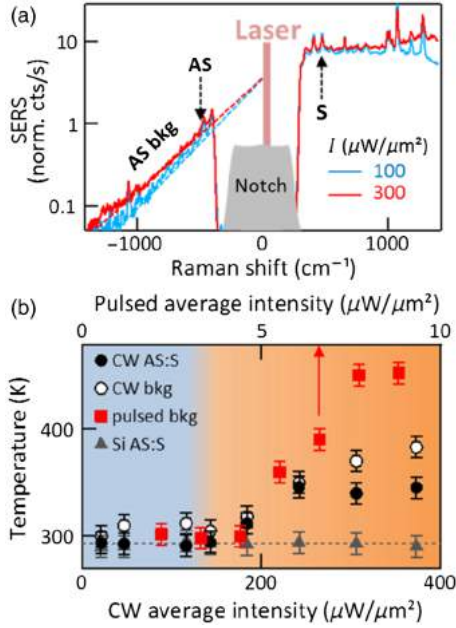 (a)
10
1
0.1
SERS
(norm. cts/s)
AS
AS bkg
Laser
Notch
S
I (μW/μm²)
100
300
−1000
0
1000
Raman shift (cm⁻¹)
(b)
Pulsed average intensity (μW/μm²)
0
5
10
CW AS:S
CW bkg
pulsed bkg
Si AS:S
Temperature (K)
400
300
0
200
400
CW average intensity (μW/μm²)